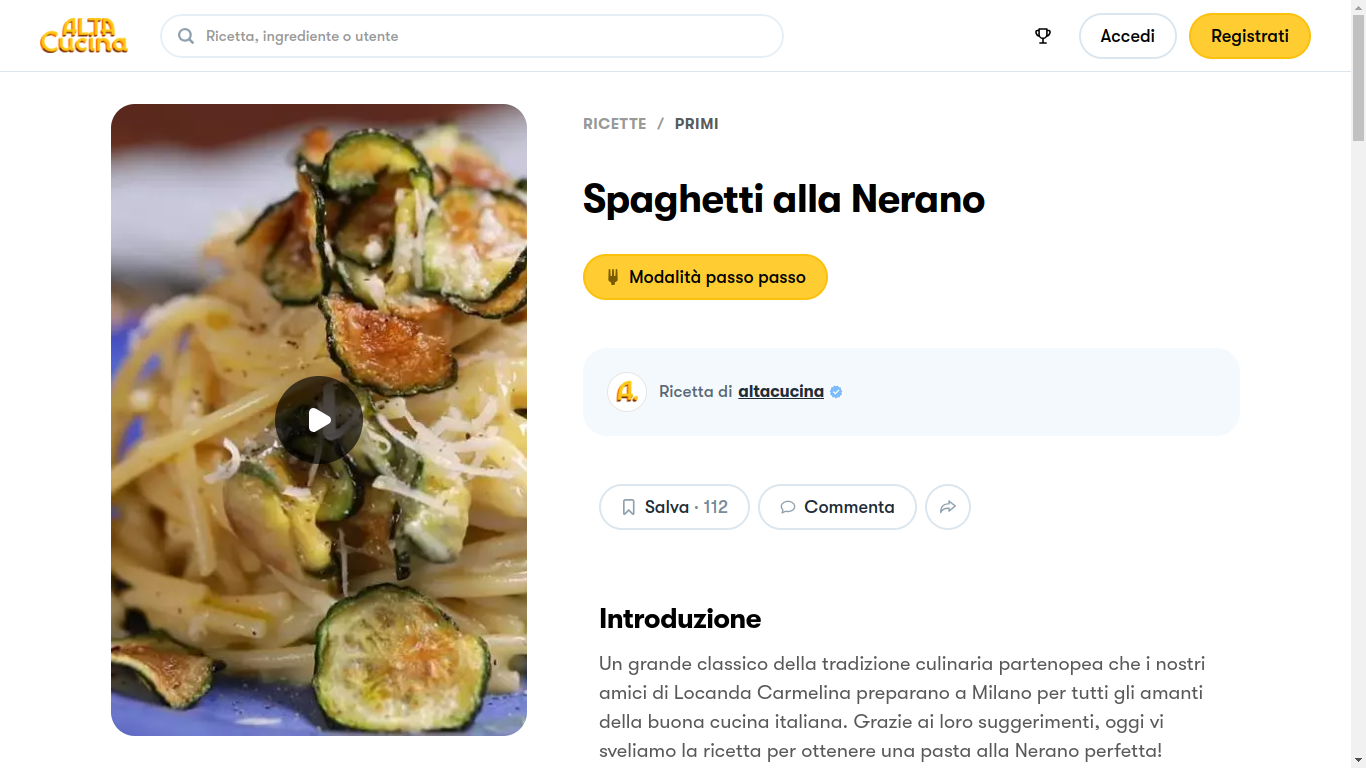 ALTA
Cucina
Ricetta, ingrediente o utente
Accedi
Registrati
RICETTE / PRIMI
Spaghetti alla Nerano
Modalità passo passo
A.
Ricetta di altacucina
Salva · 112
Commenta
Introduzione
Un grande classico della tradizione culinaria partenopea che i nostri
amici di Locanda Carmelina preparano a Milano per tutti gli amanti
della buona cucina italiana. Grazie ai loro suggerimenti, oggi vi
sveliamo la ricetta per ottenere una pasta alla Nerano perfetta!